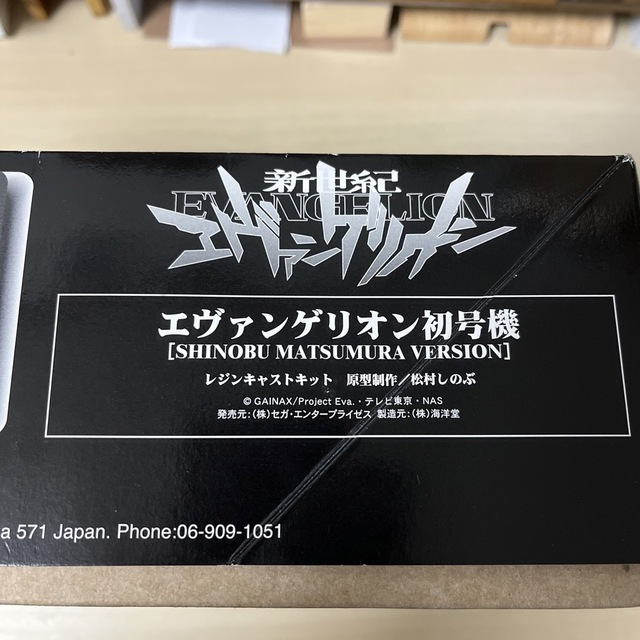 新世紀
EVANGELION
エヴァンゲリオン
エヴァンゲリオン初号機
[SHINOBU MATSUMURA VERSION]
レジンキャストキット 原型制作／松村しのぶ
© GAINAX/Project Eva.・テレビ東京・NAS
発売元:(株)セガ・エンタープライゼス 製造元:(株)海洋堂
a 571 Japan. Phone:06-909-1051